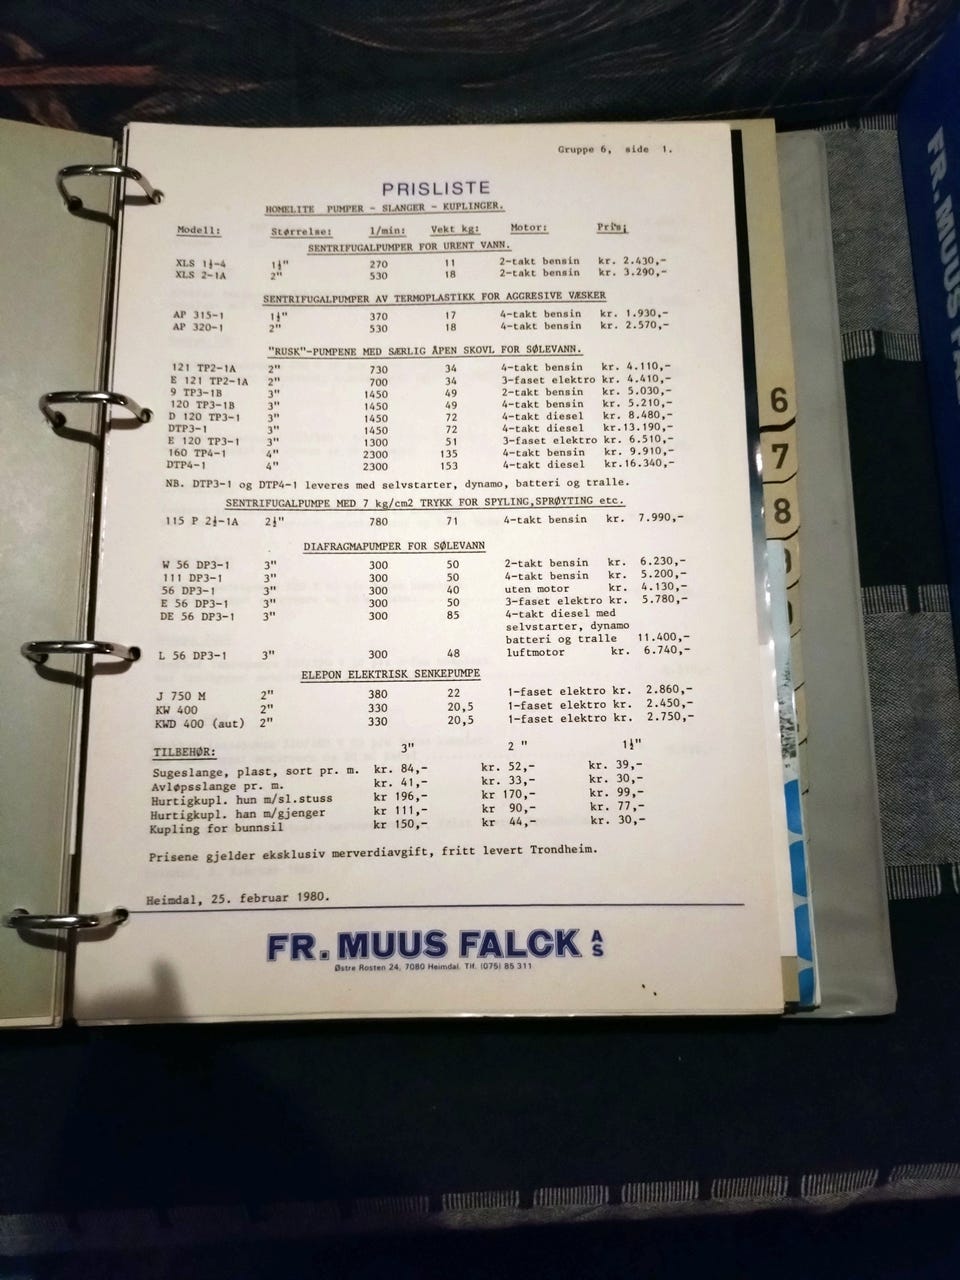 Gruppe 6, side 1.
PRISLISTE
HOMELITE PUMPER - SLANGER - KUPLINGER.
Modell: Størrelse: l/min: Vekt kg: Motor: Pris;
SENTRIFUGALPUMPER FOR URENT VANN.
XLS 1½-4 1½" 270 11 2-takt bensin kr. 2.430,-
XLS 2-1A 2" 530 18 2-takt bensin kr. 3.290,-
SENTRIFUGALPUMPER AV TERMOPLASTIKK FOR AGGRESIVE VÆSKER
AP 315-1 1½" 370 17 4-takt bensin kr. 1.930,-
AP 320-1 2" 530 18 4-takt bensin kr. 2.570,-
"RUSK"-PUMPENE MED SÆRLIG ÅPEN SKOVL FOR SØLEVANN.
121 TP2-1A 2" 730 34 4-takt bensin kr. 4.110,-
E 121 TP2-1A 2" 700 34 3-faset elektro kr. 4.410,-
9 TP3-1B 3" 1450 49 2-takt bensin kr. 5.030,-
120 TP3-1B 3" 1450 49 4-takt bensin kr. 5.210,-
D 120 TP3-1 3" 1450 72 4-takt diesel kr. 8.480,-
DTP3-1 3" 1450 72 4-takt diesel kr.13.190,-
E 120 TP3-1 3" 1300 51 3-faset elektro kr. 6.510,-
160 TP4-1 4" 2300 135 4-takt bensin kr. 9.910,-
DTP4-1 4" 2300 153 4-takt diesel kr.16.340,-
NB. DTP3-1 og DTP4-1 leveres med selvstarter, dynamo, batteri og tralle.
SENTRIFUGALPUMPE MED 7 kg/cm2 TRYKK FOR SPYLING,SPRØYTING etc.
115 P 2½-1A 2½" 780 71 4-takt bensin kr. 7.990,-
DIAFRAGMAPUMPER FOR SØLEVANN
W 56 DP3-1 3" 300 50 2-takt bensin kr. 6.230,-
111 DP3-1 3" 300 50 4-takt bensin kr. 5.200,-
56 DP3-1 3" 300 40 uten motor kr. 4.130,-
E 56 DP3-1 3" 300 50 3-faset elektro kr. 5.780,-
DE 56 DP3-1 3" 300 85 4-takt diesel med
selvstarter, dynamo
batteri og tralle 11.400,-
L 56 DP3-1 3" 300 48 luftmotor kr. 6.740,-
ELEPON ELEKTRISK SENKEPUMPE
J 750 M 2" 380 22 1-faset elektro kr. 2.860,-
KW 400 2" 330 20,5 1-faset elektro kr. 2.450,-
KWD 400 (aut) 2" 330 20,5 1-faset elektro kr. 2.750,-
TILBEHØR: 3" 2 " 1½"
Sugeslange, plast, sort pr. m. kr. 84,- kr. 52,- kr. 39,-
Avløpsslange pr. m. kr. 41,- kr. 33,- kr. 30,-
Hurtigkupl. hun m/sl.stuss kr 196,- kr 170,- kr. 99,-
Hurtigkupl. han m/gjenger kr 111,- kr 90,- kr. 77,-
Kupling for bunnsil kr 150,- kr 44,- kr. 30,-
Prisene gjelder eksklusiv merverdiavgift, fritt levert Trondheim.
Heimdal, 25. februar 1980.
FR. MUUS FALCK A S
Østre Rosten 24, 7080 Heimdal. Tlf. (075) 85 311
6
7
8
FR. MUUS FAL